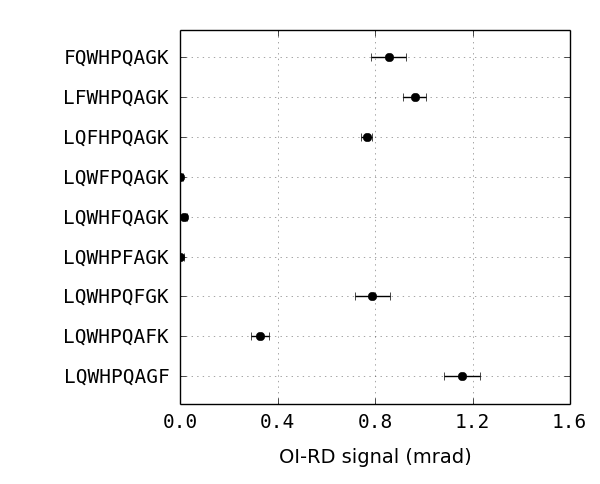 FQWHPQAGK
LFWHPQAGK
LQFHPQAGK
LQWFPQAGK
LQWHFQAGK
LQWHPFAGK
LQWHPQFGK
LQWHPQAFK
LQWHPQAGF
0.0 0.4 0.8 1.2 1.6
OI-RD signal (mrad)